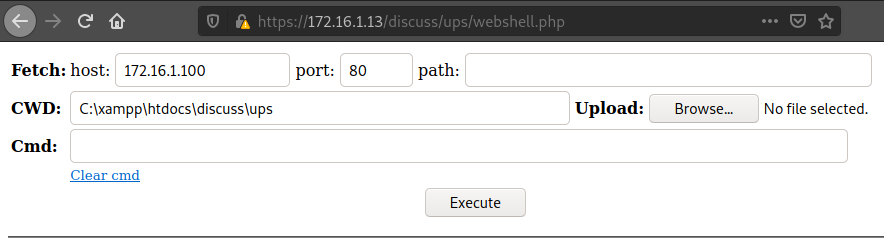 https://172.16.1.13/discuss/ups/webshell.php
Fetch: host: 172.16.1.100 port: 80 path:
CWD: C:\xampp\htdocs\discuss\ups Upload: Browse... No file selected.
Cmd:
Clear cmd
Execute